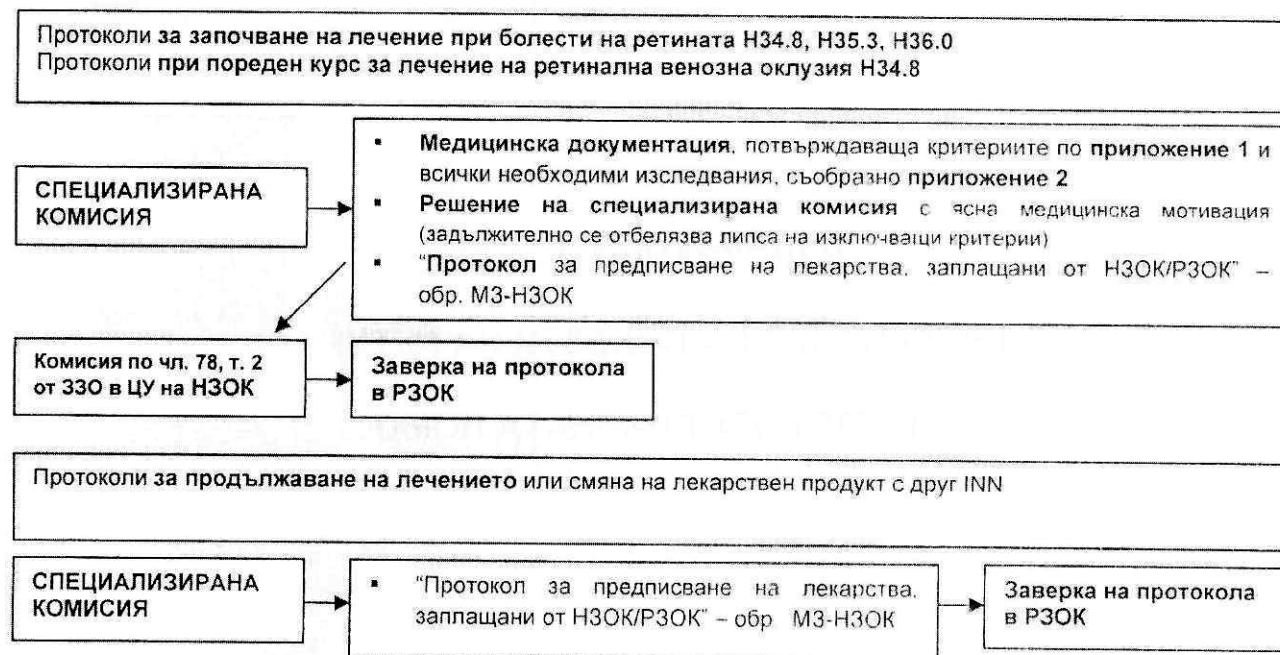 Протоколи за започване на лечение при болести на ретината Н34.8, Н35.3, Н36.0
Протоколи при пореден курс за лечение на ретинална венозна оклузия Н34.8
СПЕЦИАЛИЗИРАНА
КОМИСИЯ
▪ Медицинска документация, потвърждаваща критериите по приложение 1 и
всички необходими изследвания, съобразно приложение 2
▪ Решение на специализирана комисия с ясна медицинска мотивация
(задължително се отбелязва липса на изключващи критерии)
▪ "Протокол за предписване на лекарства, заплащани от НЗОК/РЗОК" –
обр. МЗ-НЗОК
Комисия по чл. 78, т. 2
от ЗЗО в ЦУ на НЗОК
Заверка на протокола
в РЗОК
Протоколи за продължаване на лечението или смяна на лекарствен продукт с друг INN
СПЕЦИАЛИЗИРАНА
КОМИСИЯ
▪ "Протокол за предписване на лекарства,
заплащани от НЗОК/РЗОК" – обр МЗ-НЗОК
Заверка на протокола
в РЗОК